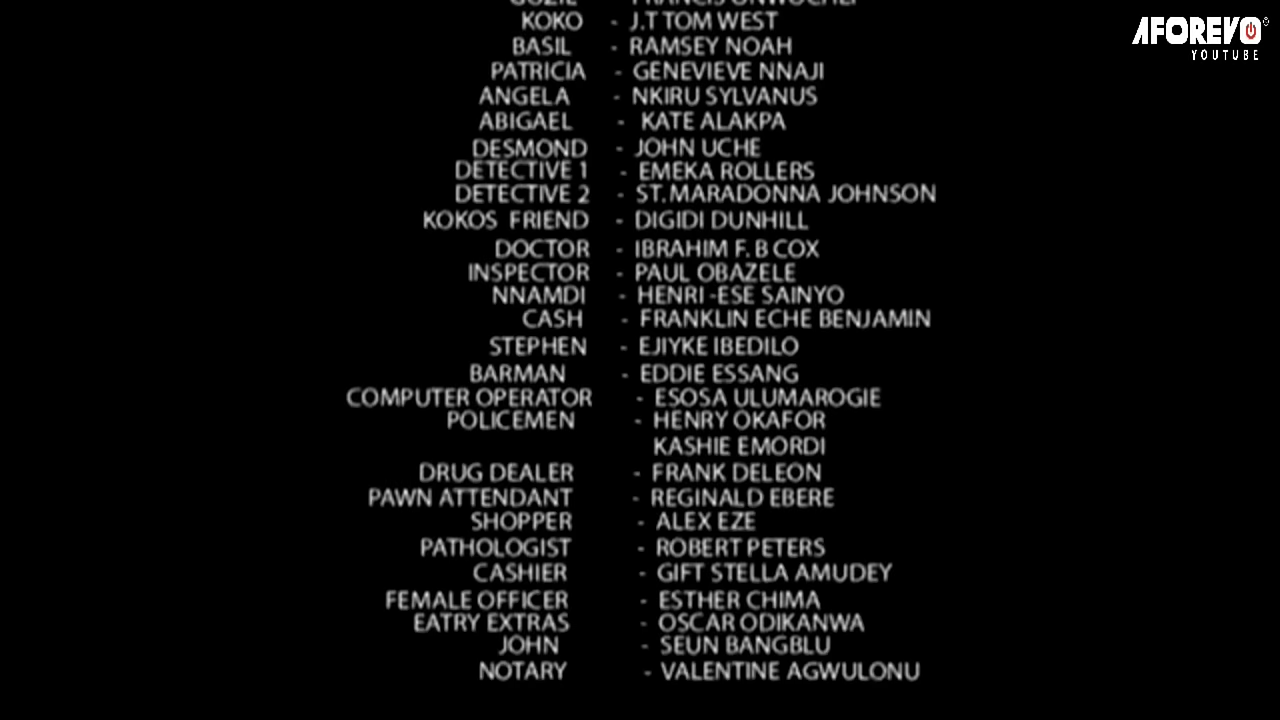 KOKO - J.T TOM WEST
BASIL - RAMSEY NOAH
PATRICIA - GENEVIEVE NNAJI
ANGELA - NKIRU SYLVANUS
ABIGAEL - KATE ALAKPA
DESMOND - JOHN UCHE
DETECTIVE 1 - EMEKA ROLLERS
DETECTIVE 2 - ST.MARADONNA JOHNSON
KOKOS FRIEND - DIGIDI DUNHILL
DOCTOR - IBRAHIM F. B COX
INSPECTOR - PAUL OBAZELE
NNAMDI - HENRI -ESE SAINYO
CASH - FRANKLIN ECHE BENJAMIN
STEPHEN - EJIYKE IBEDILO
BARMAN - EDDIE ESSANG
COMPUTER OPERATOR - ESOSA ULUMAROGIE
POLICEMEN - HENRY OKAFOR
KASHIE EMORDI
DRUG DEALER - FRANK DELEON
PAWN ATTENDANT - REGINALD EBERE
SHOPPER - ALEX EZE
PATHOLOGIST - ROBERT PETERS
CASHIER - GIFT STELLA AMUDEY
FEMALE OFFICER - ESTHER CHIMA
EATRY EXTRAS - OSCAR ODIKANWA
JOHN - SEUN BANGBLU
NOTARY - VALENTINE AGWULONU
AFOREVO®
YOUTUBE